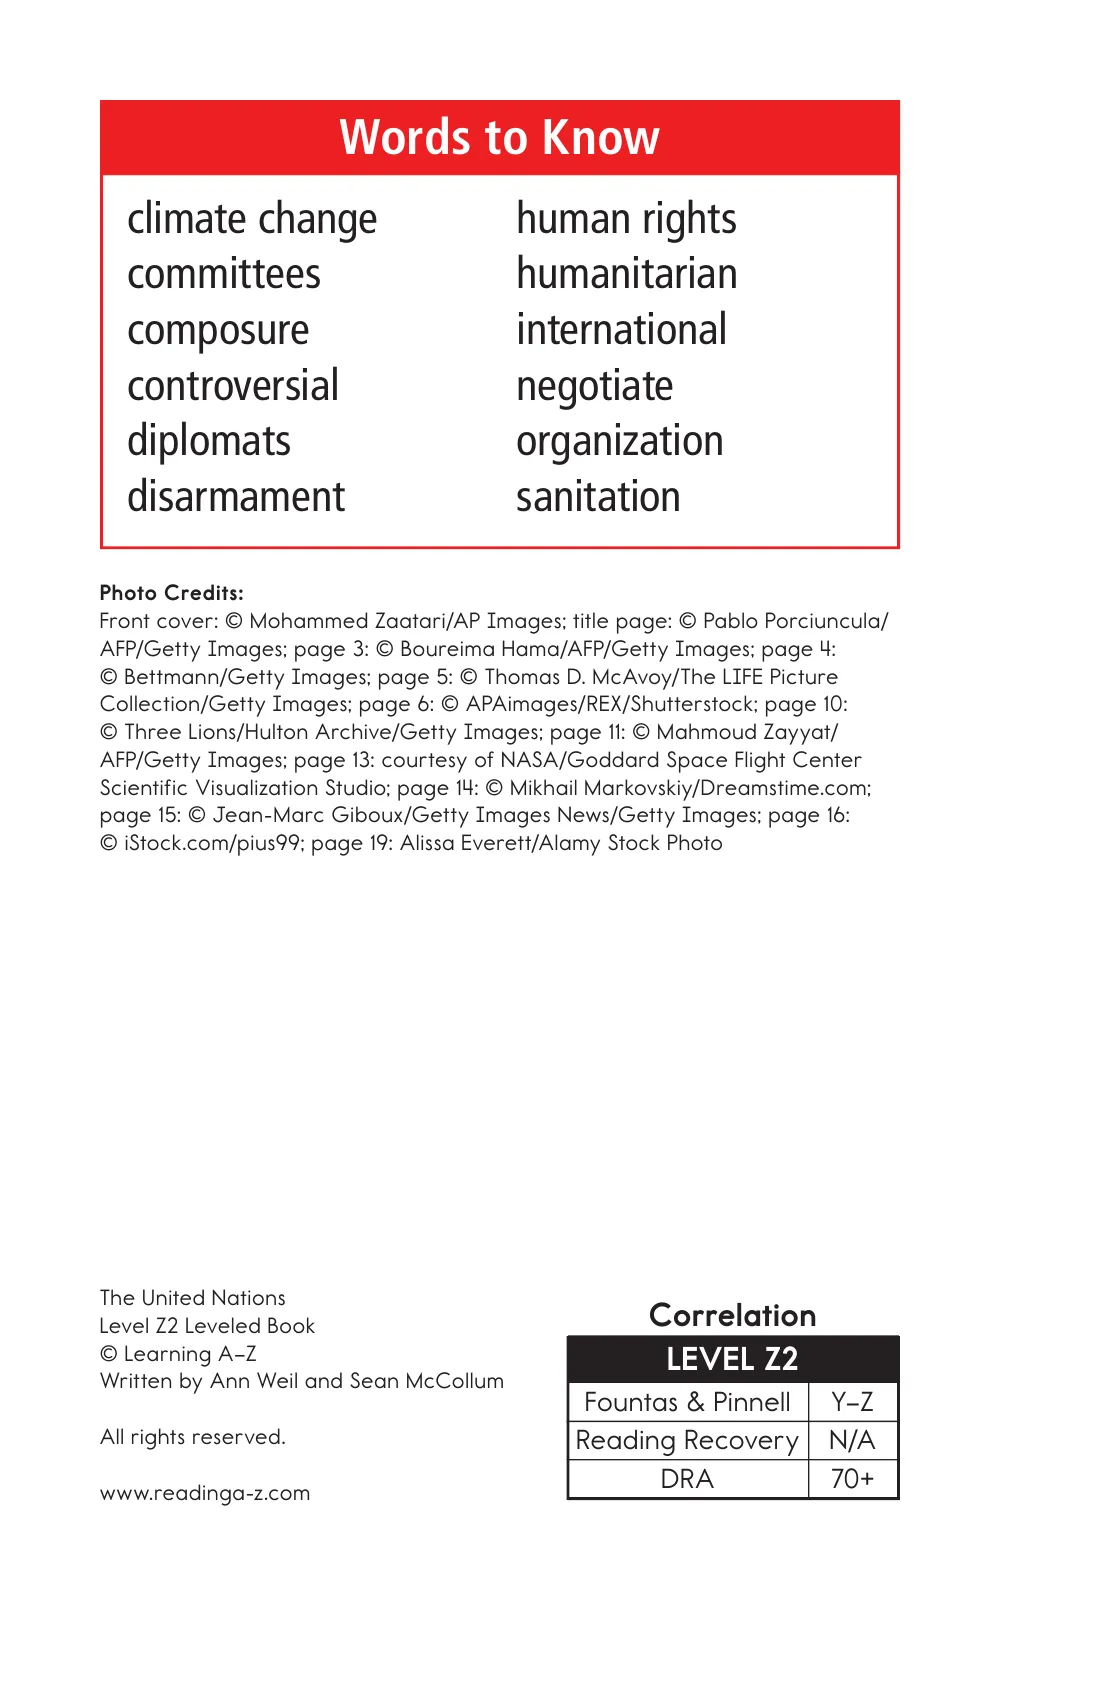 Words to Know
climate change
committees
composure
controversial
diplomats
disarmament
human rights
humanitarian
international
negotiate
organization
sanitation
Photo Credits:
Front cover: © Mohammed Zaatari/AP Images; title page: © Pablo Porciuncula/
AFP/Getty Images; page 3: © Boureima Hama/AFP/Getty Images; page 4:
© Bettmann/Getty Images; page 5: © Thomas D. McAvoy/The LIFE Picture
Collection/Getty Images; page 6: © APAimages/REX/Shutterstock; page 10:
© Three Lions/Hulton Archive/Getty Images; page 11: © Mahmoud Zayyat/
AFP/Getty Images; page 13: courtesy of NASA/Goddard Space Flight Center
Scientific Visualization Studio; page 14: © Mikhail Markovskiy/Dreamstime.com;
page 15: © Jean-Marc Giboux/Getty Images News/Getty Images; page 16:
© iStock.com/pius99; page 19: Alissa Everett/Alamy Stock Photo
The United Nations
Level Z2 Leveled Book
© Learning A–Z
Written by Ann Weil and Sean McCollum
All rights reserved.
www.readinga-z.com
Correlation
LEVEL Z2
Fountas & Pinnell Y–Z
Reading Recovery N/A
DRA 70+